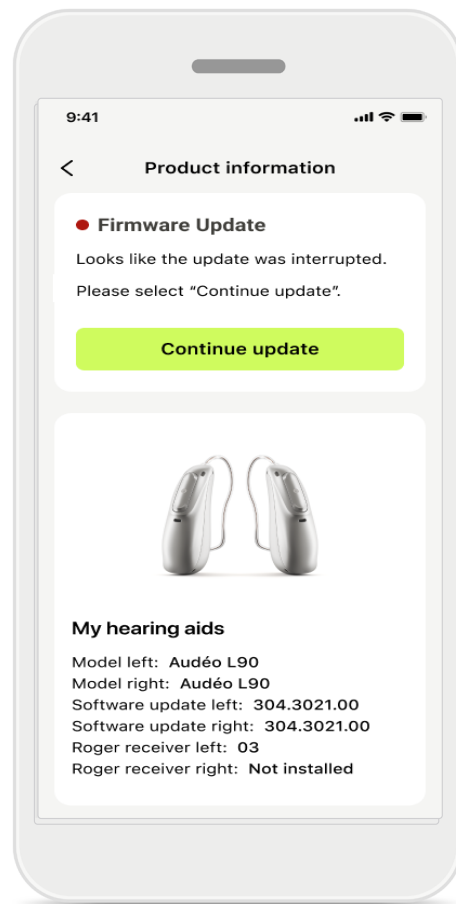 9:41
Product information
Firmware Update
Looks like the update was interrupted.
Please select “Continue update”.
Continue update
My hearing aids
Model left: Audéo L90
Model right: Audéo L90
Software update left: 304.3021.00
Software update right: 304.3021.00
Roger receiver left: 03
Roger receiver right: Not installed